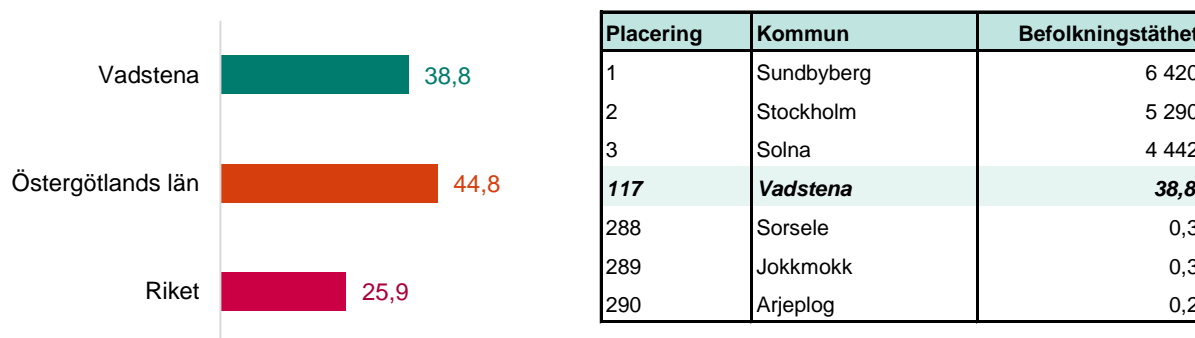 Vadstena 38,8
Östergötlands län 44,8
Riket 25,9
Placering Kommun Befolkningstäthet
1 Sundbyberg 6 420
2 Stockholm 5 290
3 Solna 4 442
117 Vadstena 38,8
288 Sorsele 0,3
289 Jokkmokk 0,3
290 Arjeplog 0,2